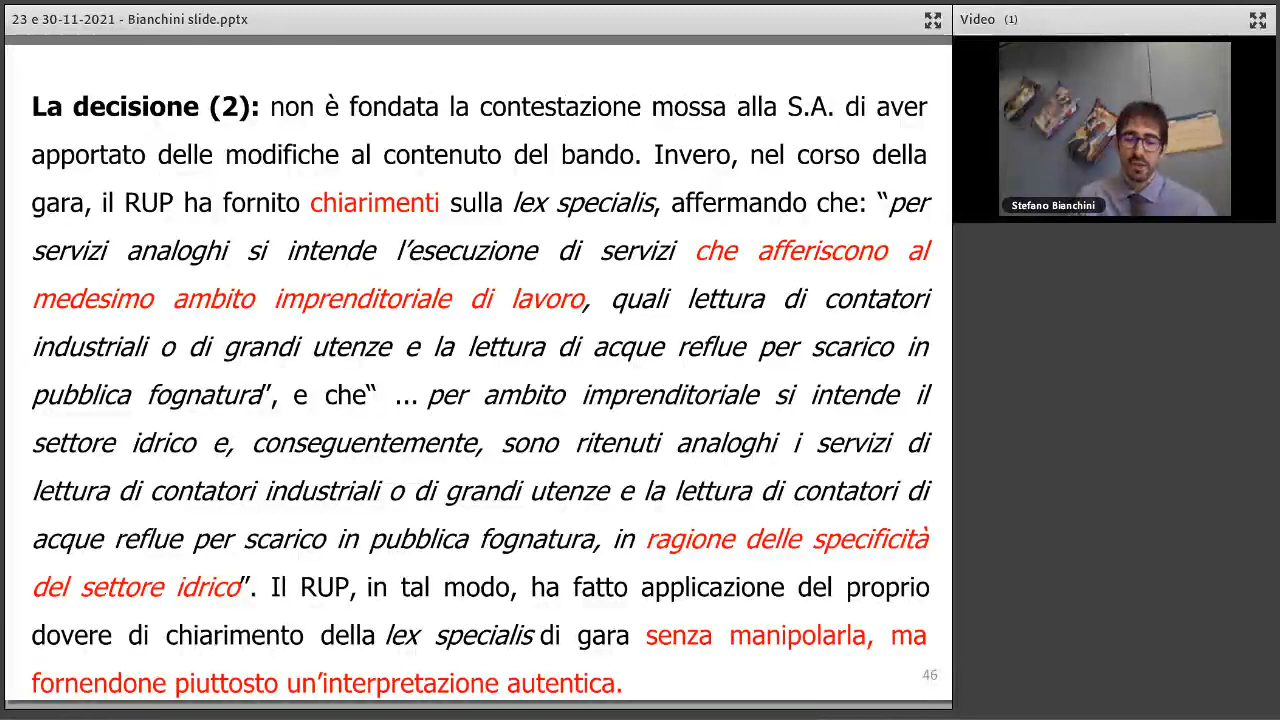 23 e 30-11-2021 - Bianchini slide.pptx
Video (1)
La decisione (2): non è fondata la contestazione mossa alla S.A. di aver
apportato delle modifiche al contenuto del bando. Invero, nel corso della
gara, il RUP ha fornito chiarimenti sulla lex specialis, affermando che: “per
servizi analoghi si intende l’esecuzione di servizi che afferiscono al
medesimo ambito imprenditoriale di lavoro, quali lettura di contatori
industriali o di grandi utenze e la lettura di acque reflue per scarico in
pubblica fognatura”, e che“ ... per ambito imprenditoriale si intende il
settore idrico e, conseguentemente, sono ritenuti analoghi i servizi di
lettura di contatori industriali o di grandi utenze e la lettura di contatori di
acque reflue per scarico in pubblica fognatura, in ragione delle specificità
del settore idrico”. Il RUP, in tal modo, ha fatto applicazione del proprio
dovere di chiarimento della lex specialis di gara senza manipolarla, ma
fornendone piuttosto un’interpretazione autentica.
46
Stefano Bianchini